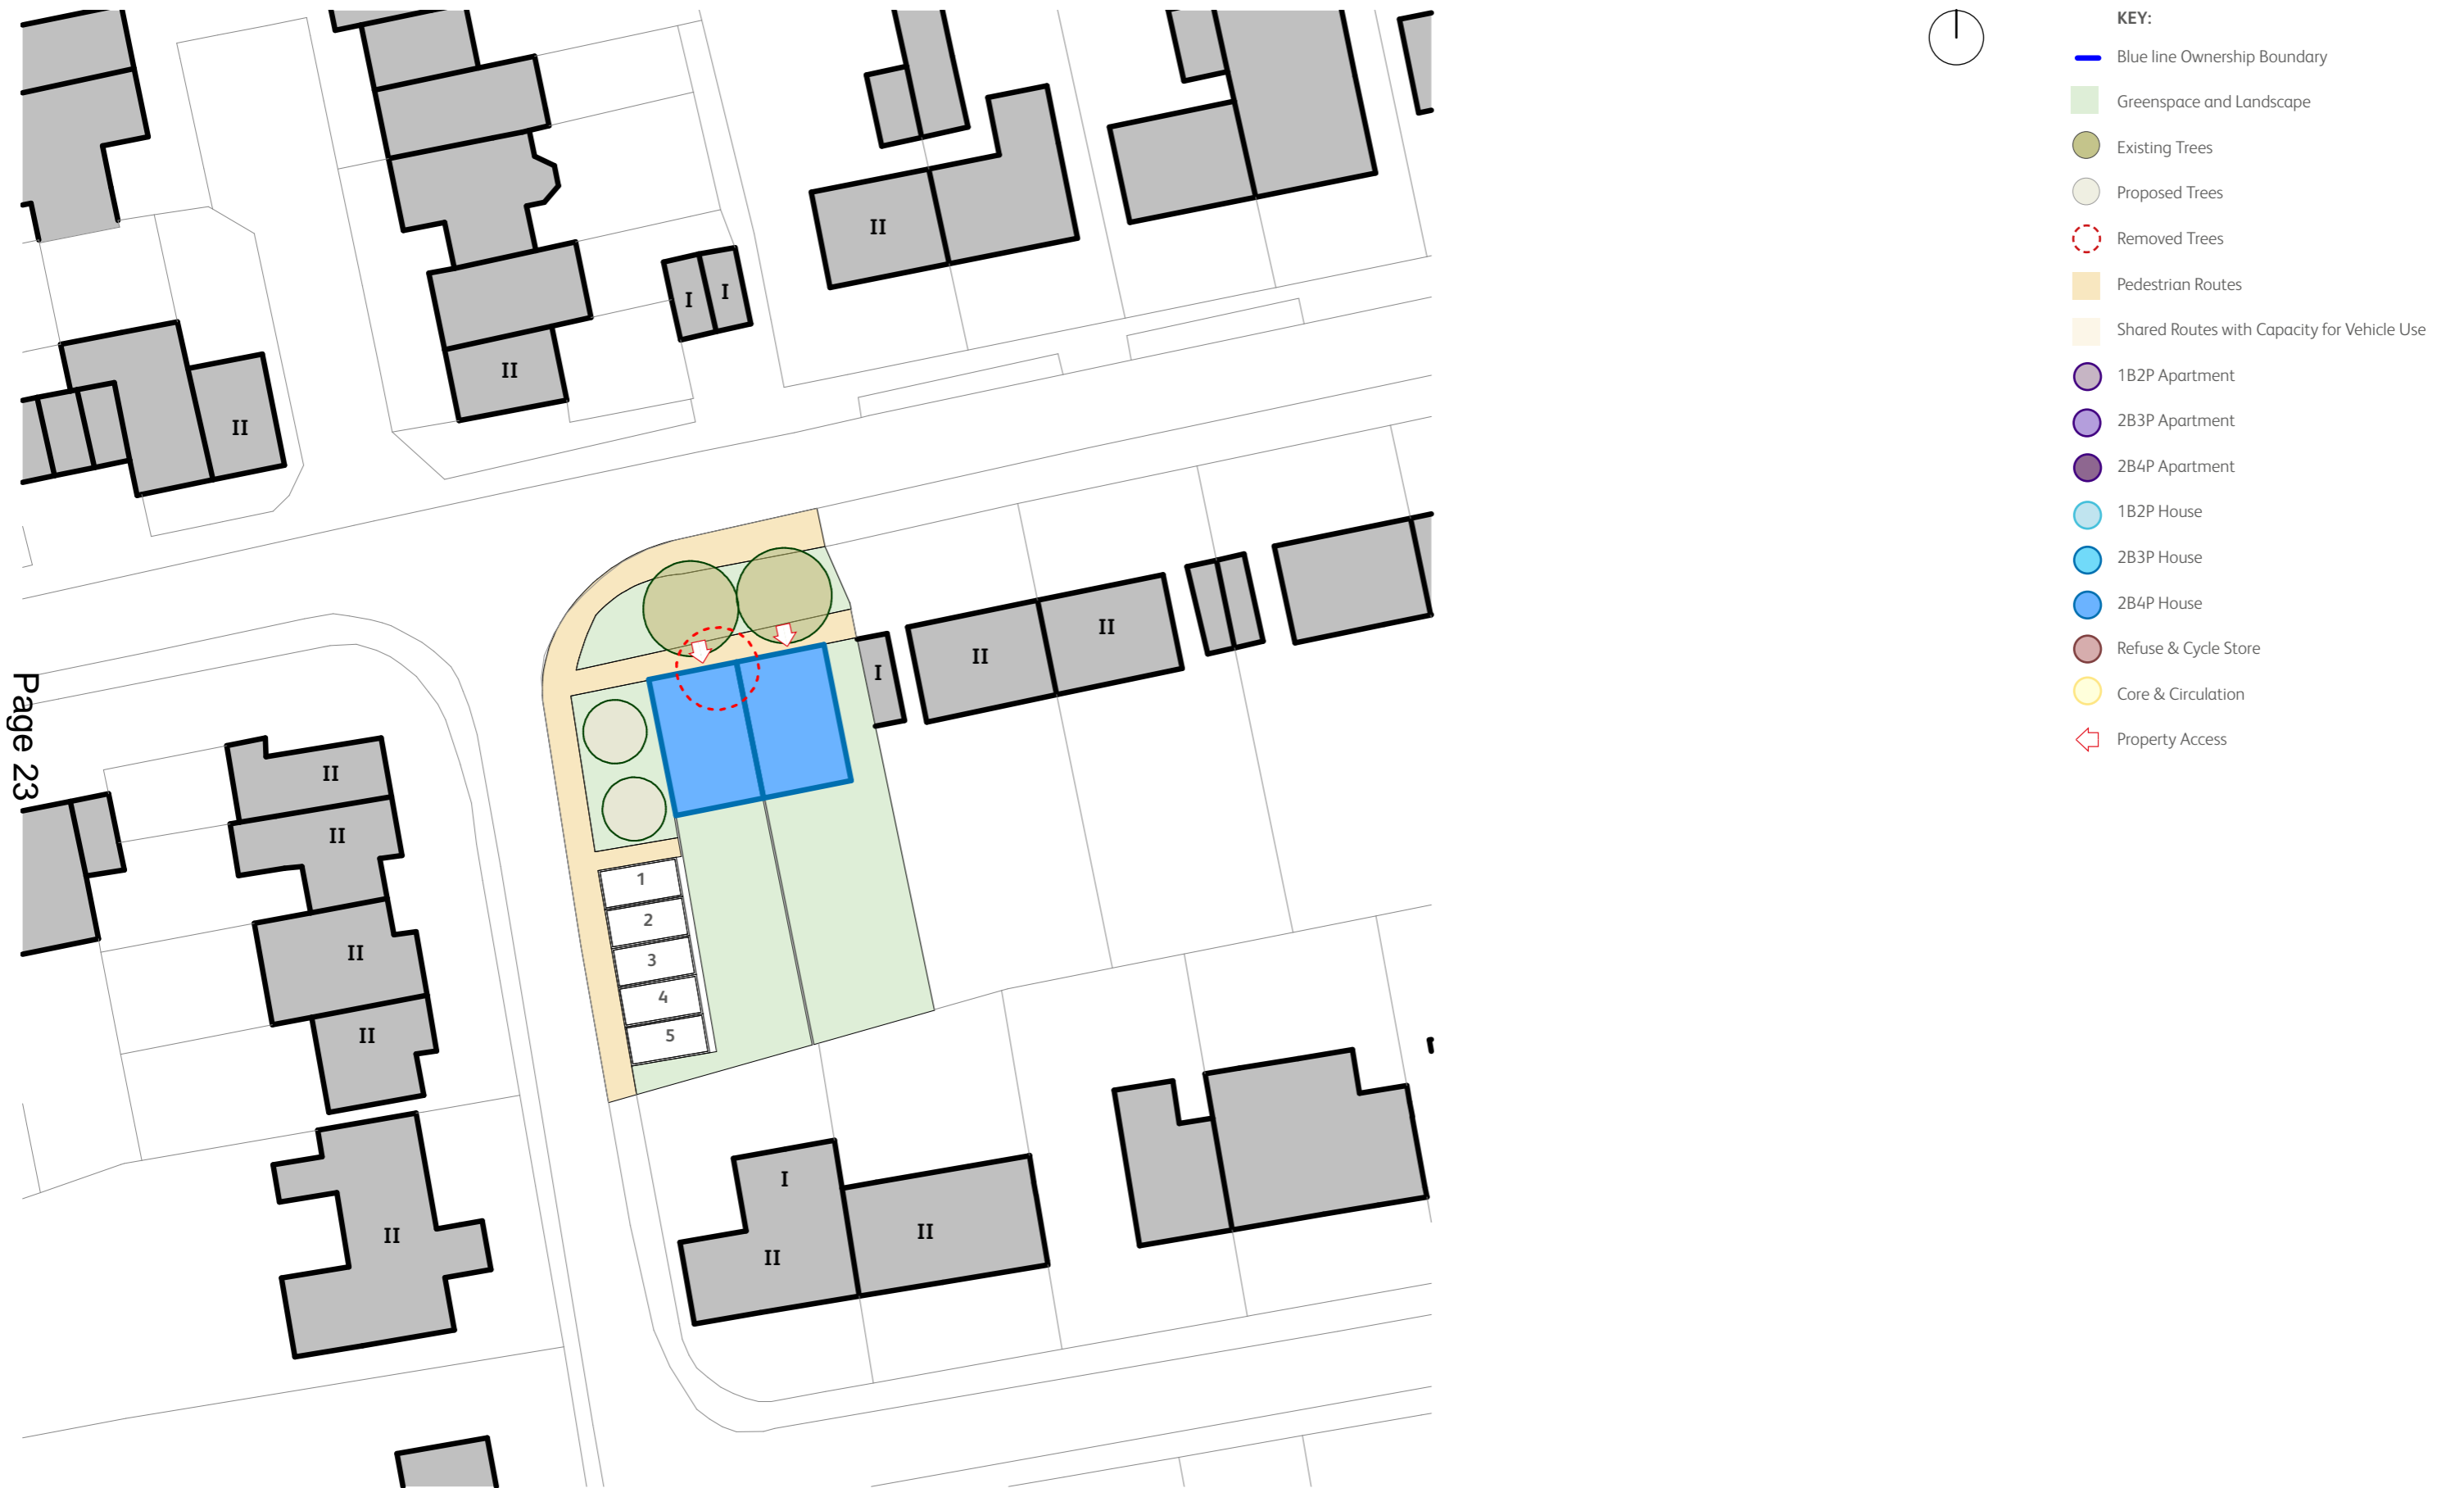 KEY:
Blue line Ownership Boundary
Greenspace and Landscape
Existing Trees
Proposed Trees
Removed Trees
Pedestrian Routes
Shared Routes with Capacity for Vehicle Use
1B2P Apartment
2B3P Apartment
2B4P Apartment
1B2P House
2B3P House
2B4P House
Refuse & Cycle Store
Core & Circulation
Property Access
II
I I
II
II
II
II
I
II
II
II
II
1
2
3
4
5
I
II
II
II
Page 23